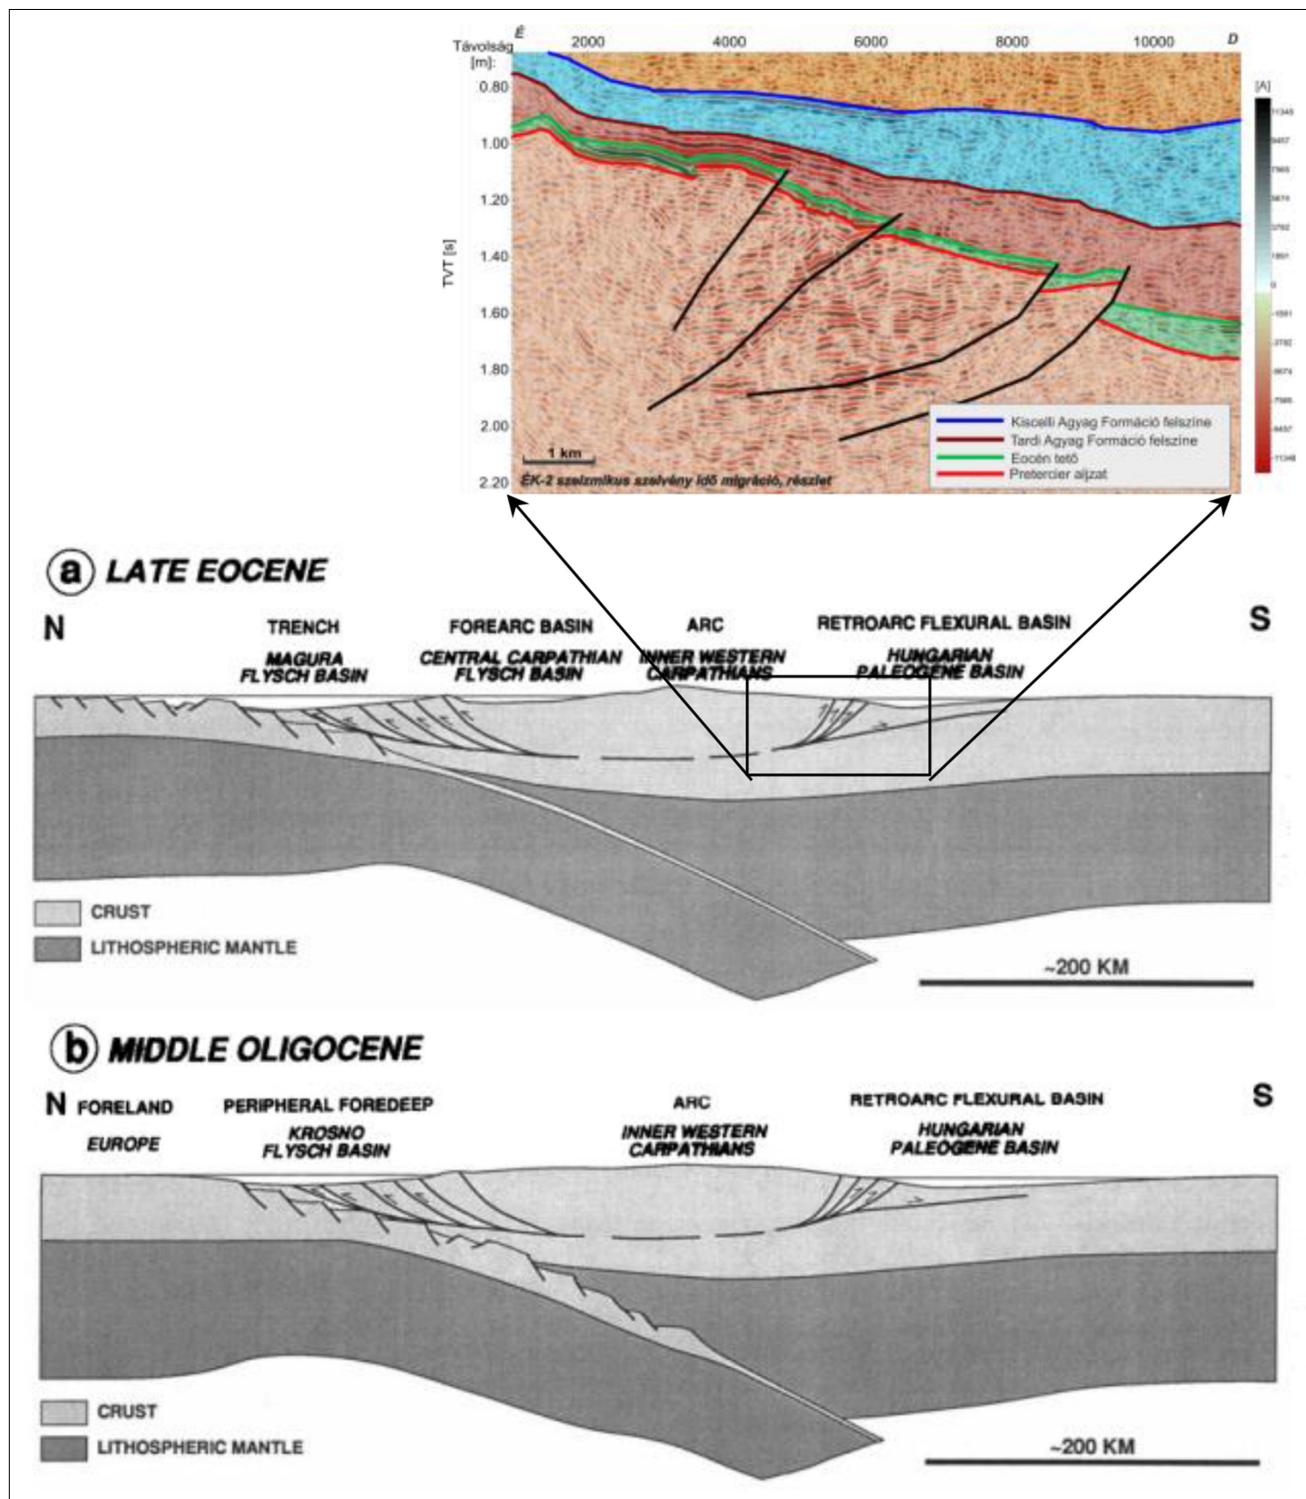 É
D
Távolság
[m]:
2000
4000
6000
8000
10000
[A]
0.80
1.00
1.20
1.40
1.60
1.80
2.00
2.20
TVT [s]
Kiscelli Agyag Formáció felszíne
Tardi Agyag Formáció felszíne
Eocén tető
Pretercier aljzat
1 km
ÉK-2 szeizmikus szelvény idő migráció, részlet
a LATE EOCENE
N
S
TRENCH
FOREARC BASIN
ARC
RETROARC FLEXURAL BASIN
MAGURA
FLYSCH BASIN
CENTRAL CARPATHIAN
FLYSCH BASIN
INNER WESTERN
CARPATHIANS
HUNGARIAN
PALEOGENE BASIN
CRUST
LITHOSPHERIC MANTLE
~200 KM
b MIDDLE OLIGOCENE
N
S
FORELAND
PERIPHERAL FOREDEEP
ARC
RETROARC FLEXURAL BASIN
EUROPE
KROSNO
FLYSCH BASIN
INNER WESTERN
CARPATHIANS
HUNGARIAN
PALEOGENE BASIN
CRUST
LITHOSPHERIC MANTLE
~200 KM